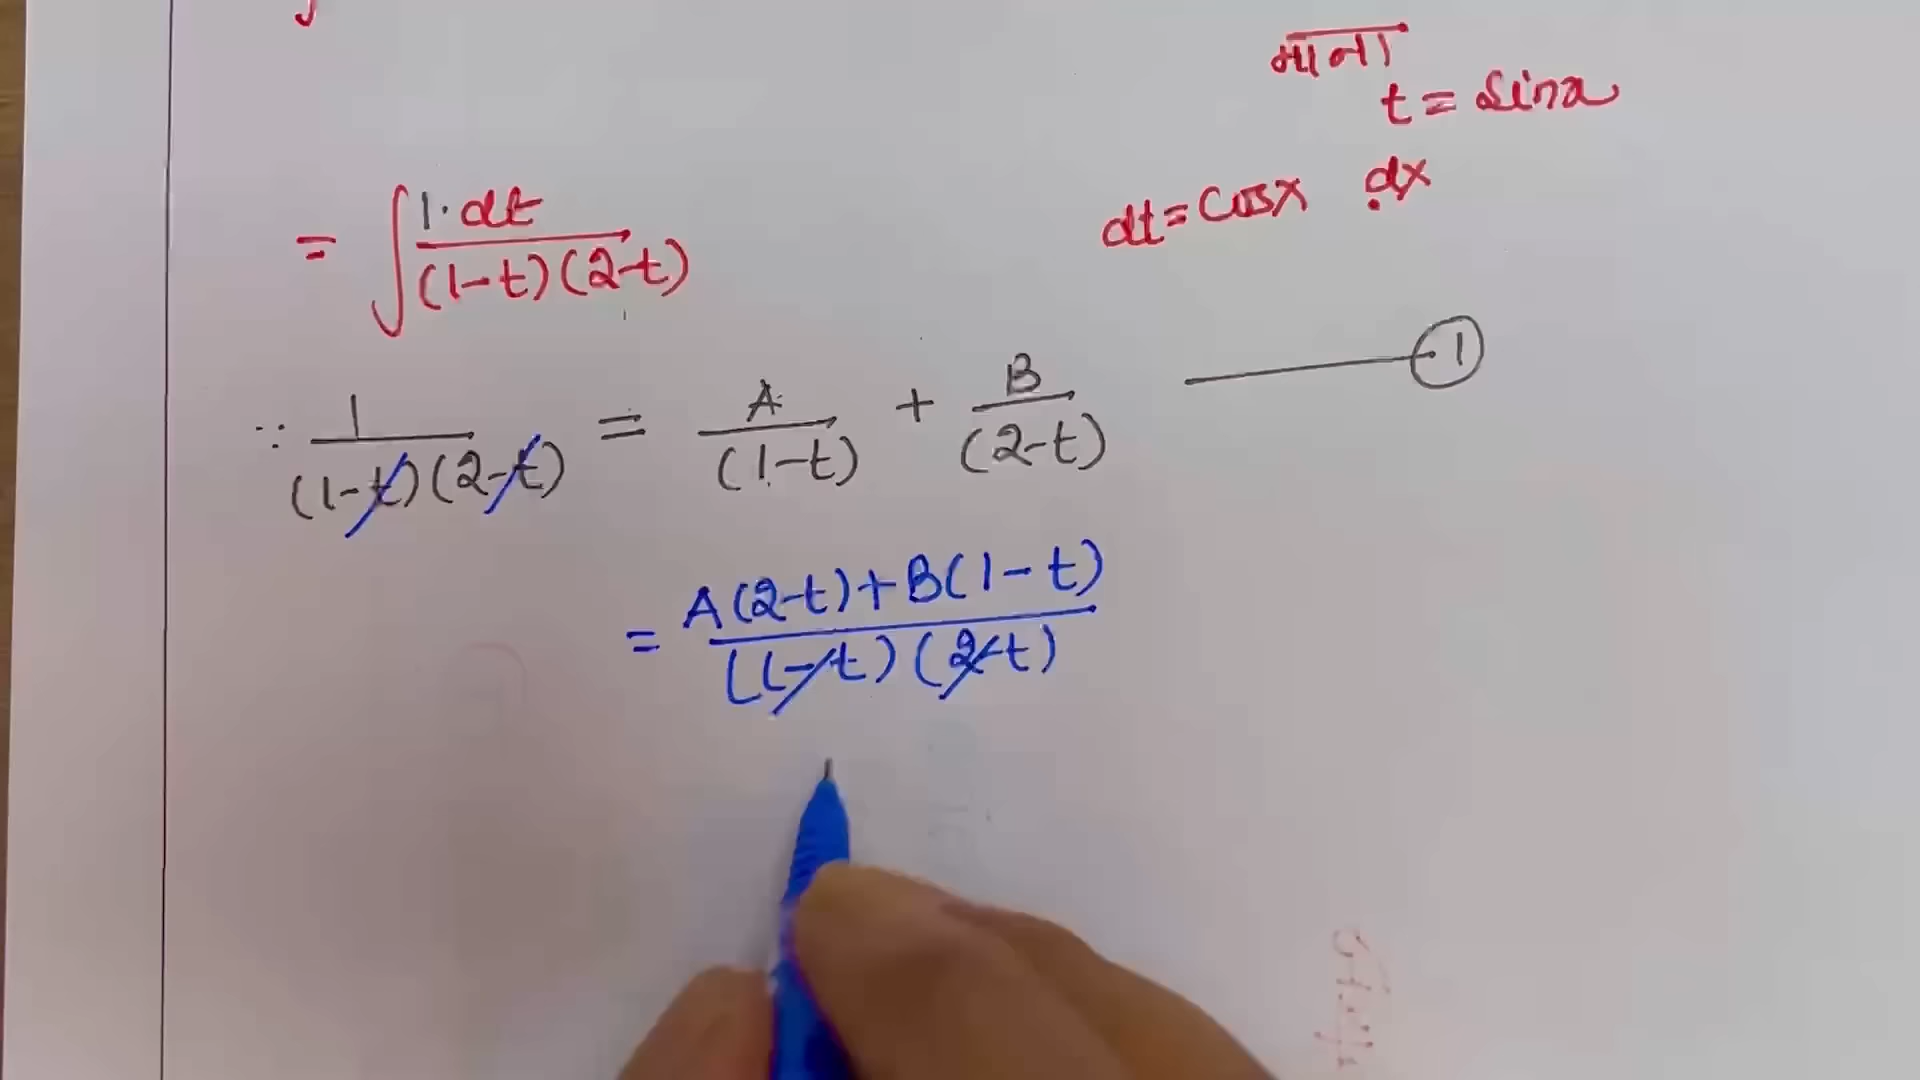 माना
t = sinx
dt = cosx dx
= ∫ 1·dt / (1-t)(2-t)
∵ 1 / (1-t)(2-t) = A / (1-t) + B / (2-t) ——— 1
= A(2-t)+B(1-t) / (1-t)(2-t)